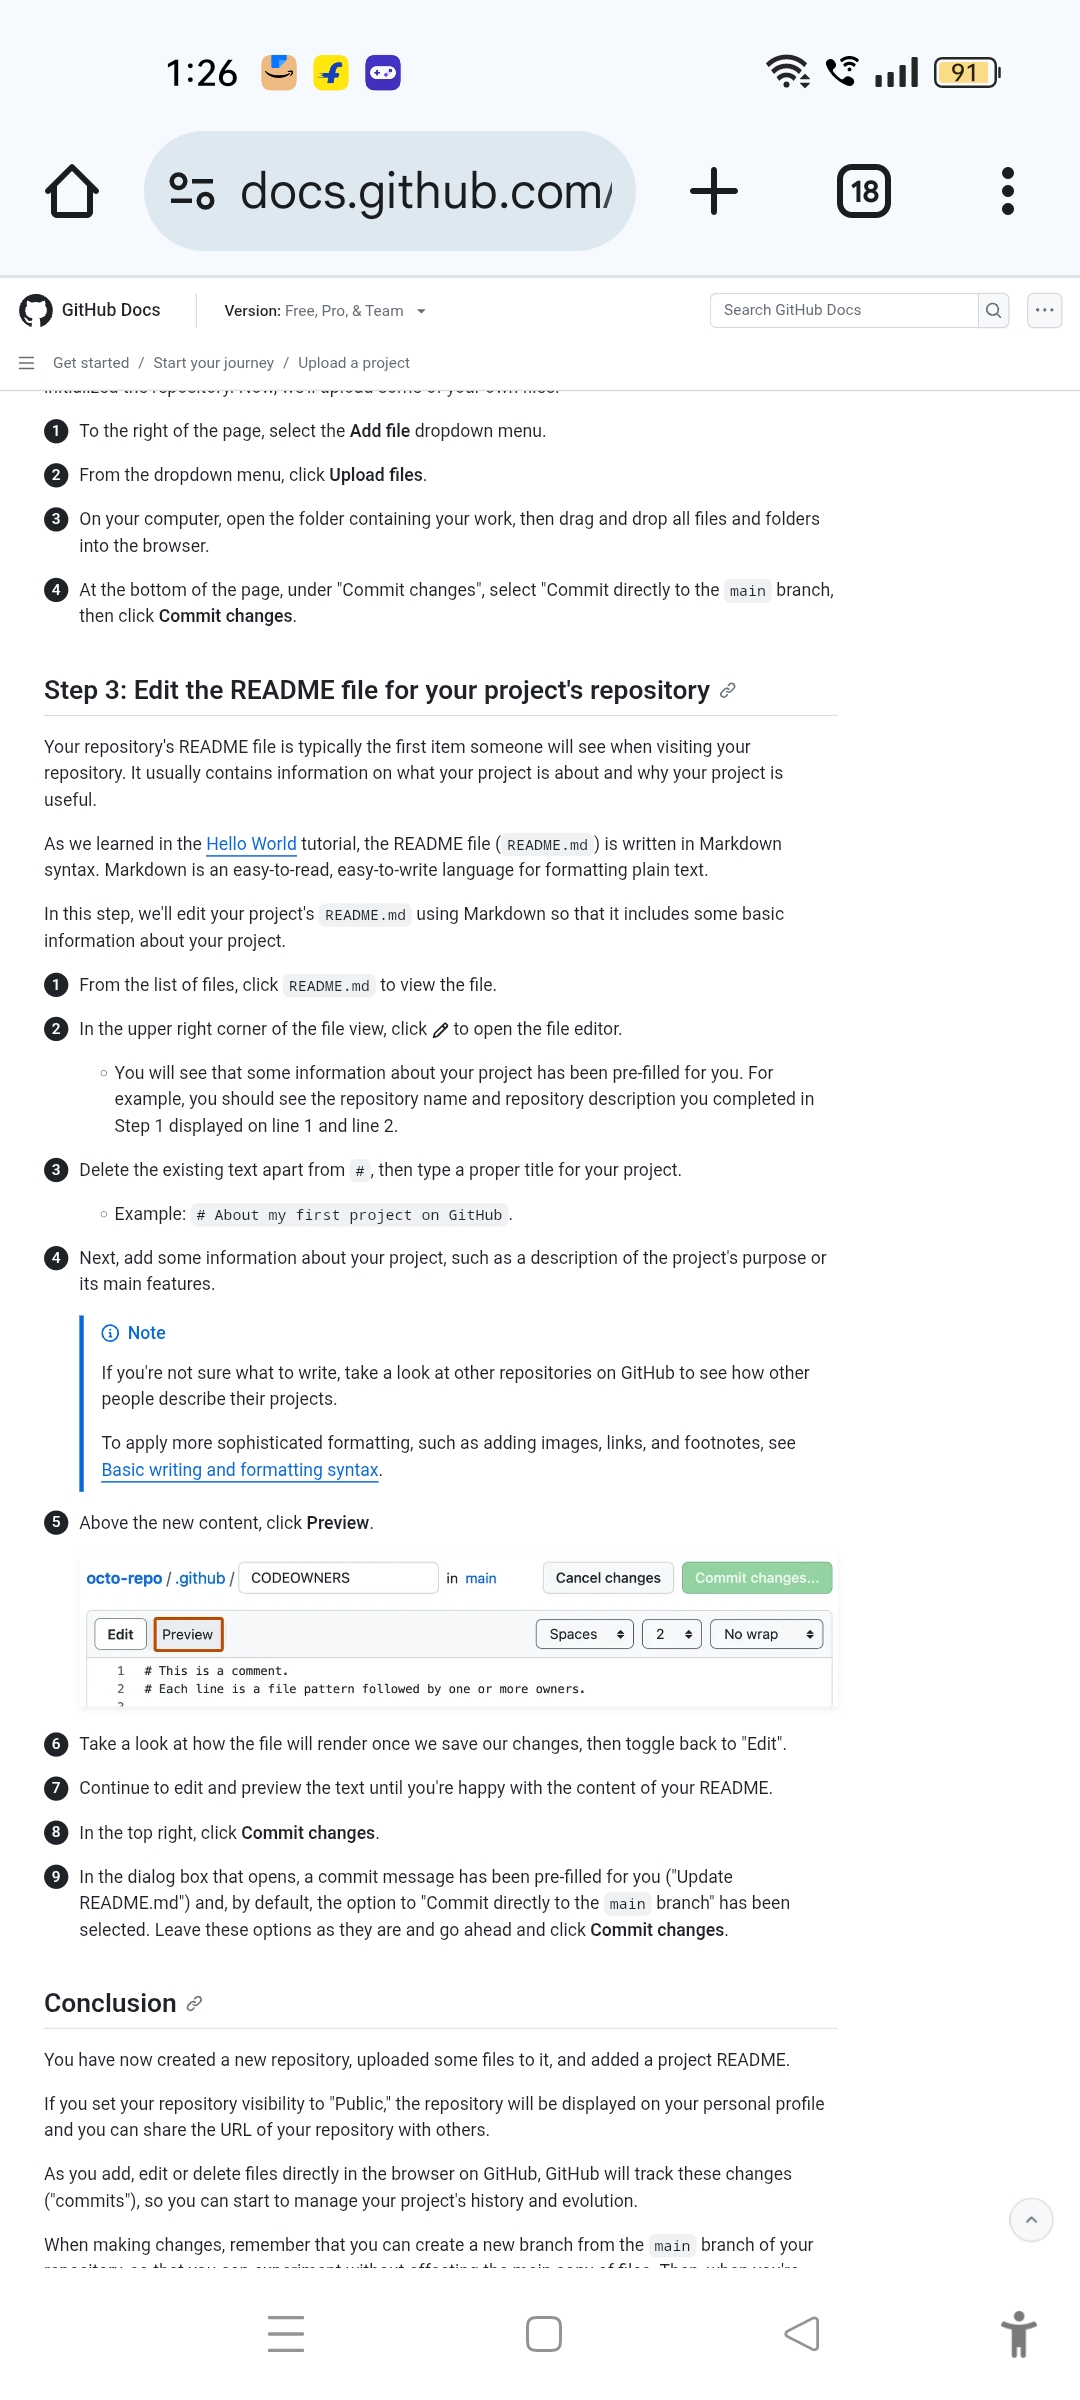 1:26
91
docs.github.com/
18
GitHub Docs
Version: Free, Pro, & Team
Search GitHub Docs
Get started / Start your journey / Upload a project
initialized the repository. Now, we'll upload some of your own files.
1 To the right of the page, select the Add file dropdown menu.
2 From the dropdown menu, click Upload files.
3 On your computer, open the folder containing your work, then drag and drop all files and folders
into the browser.
4 At the bottom of the page, under "Commit changes", select "Commit directly to the main branch,
then click Commit changes.
Step 3: Edit the README file for your project's repository
Your repository's README file is typically the first item someone will see when visiting your
repository. It usually contains information on what your project is about and why your project is
useful.
As we learned in the Hello World tutorial, the README file ( README.md ) is written in Markdown
syntax. Markdown is an easy-to-read, easy-to-write language for formatting plain text.
In this step, we'll edit your project's README.md using Markdown so that it includes some basic
information about your project.
1 From the list of files, click README.md to view the file.
2 In the upper right corner of the file view, click to open the file editor.
○ You will see that some information about your project has been pre-filled for you. For
example, you should see the repository name and repository description you completed in
Step 1 displayed on line 1 and line 2.
3 Delete the existing text apart from #, then type a proper title for your project.
○ Example: # About my first project on GitHub.
4 Next, add some information about your project, such as a description of the project's purpose or
its main features.
Note
If you're not sure what to write, take a look at other repositories on GitHub to see how other
people describe their projects.
To apply more sophisticated formatting, such as adding images, links, and footnotes, see
Basic writing and formatting syntax.
5 Above the new content, click Preview.
octo-repo / .github / CODEOWNERS in main Cancel changes Commit changes...
Edit Preview Spaces 2 No wrap
1 # This is a comment.
2 # Each line is a file pattern followed by one or more owners.
6 Take a look at how the file will render once we save our changes, then toggle back to "Edit".
7 Continue to edit and preview the text until you're happy with the content of your README.
8 In the top right, click Commit changes.
9 In the dialog box that opens, a commit message has been pre-filled for you ("Update
README.md") and, by default, the option to "Commit directly to the main branch" has been
selected. Leave these options as they are and go ahead and click Commit changes.
Conclusion
You have now created a new repository, uploaded some files to it, and added a project README.
If you set your repository visibility to "Public," the repository will be displayed on your personal profile
and you can share the URL of your repository with others.
As you add, edit or delete files directly in the browser on GitHub, GitHub will track these changes
("commits"), so you can start to manage your project's history and evolution.
When making changes, remember that you can create a new branch from the main branch of your